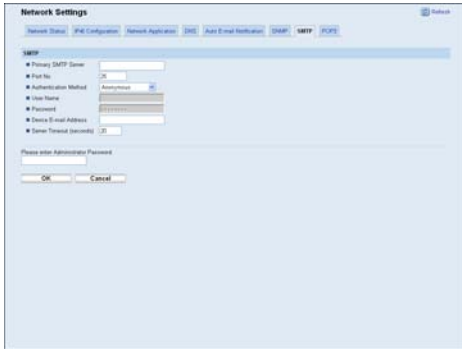 Network Settings
Refresh
Network Status
IPv6 Configuration
Network Application
DNS
Auto E-mail Notification
SNMP
SMTP
POP3
SMTP
Primary SMTP Server
Port No. 25
Authentication Method Anonymous
User Name
Password
Device E-mail Address
Server Timeout (seconds)
Please enter Administrator Password.
OK Cancel